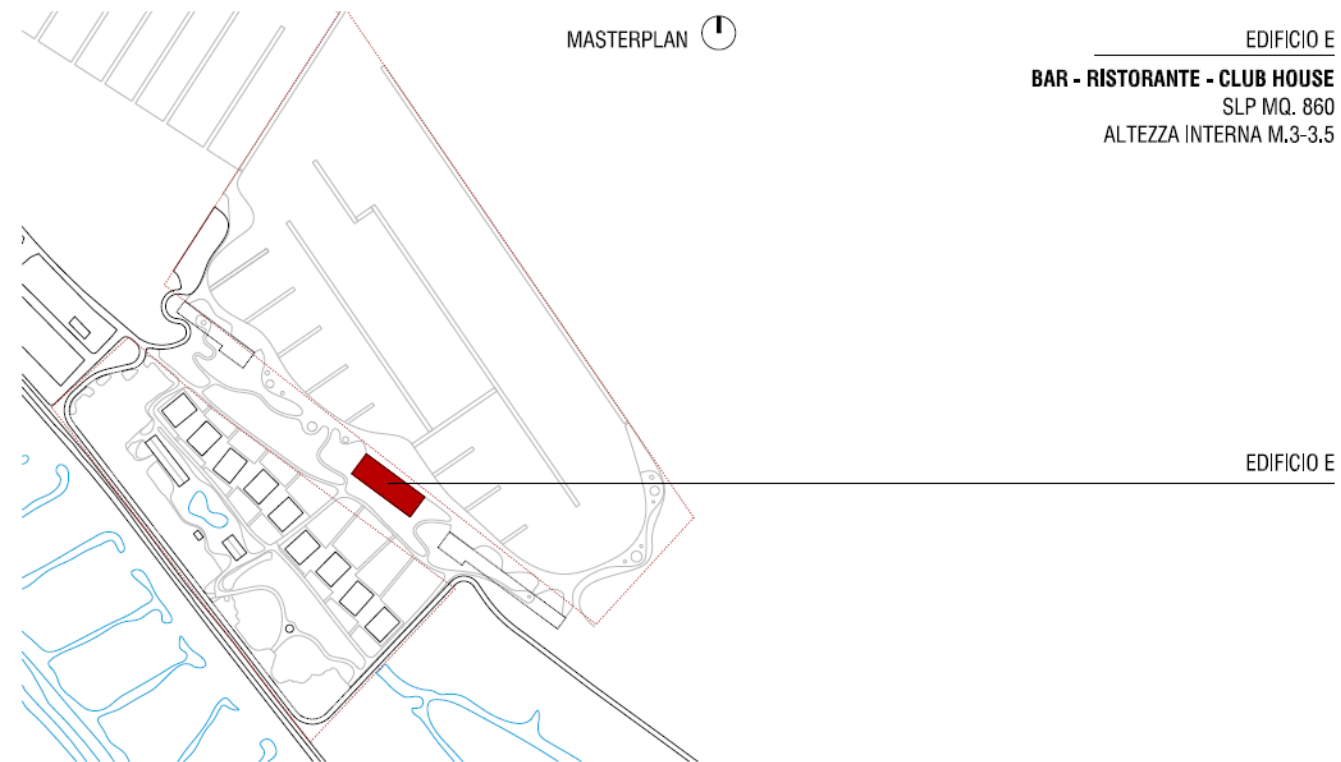 MASTERPLAN
EDIFICIO E
BAR - RISTORANTE - CLUB HOUSE
SLP MQ. 860
ALTEZZA INTERNA M.3-3.5
EDIFICIO E